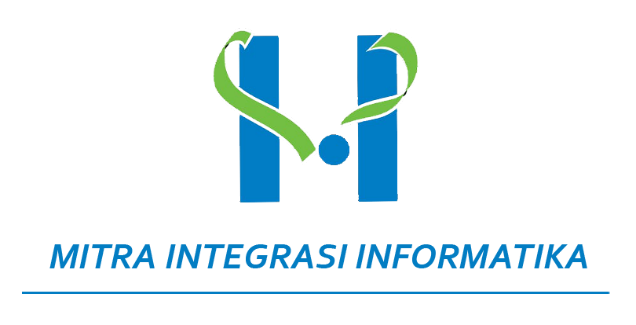 MITRA INTEGRASI INFORMATIKA